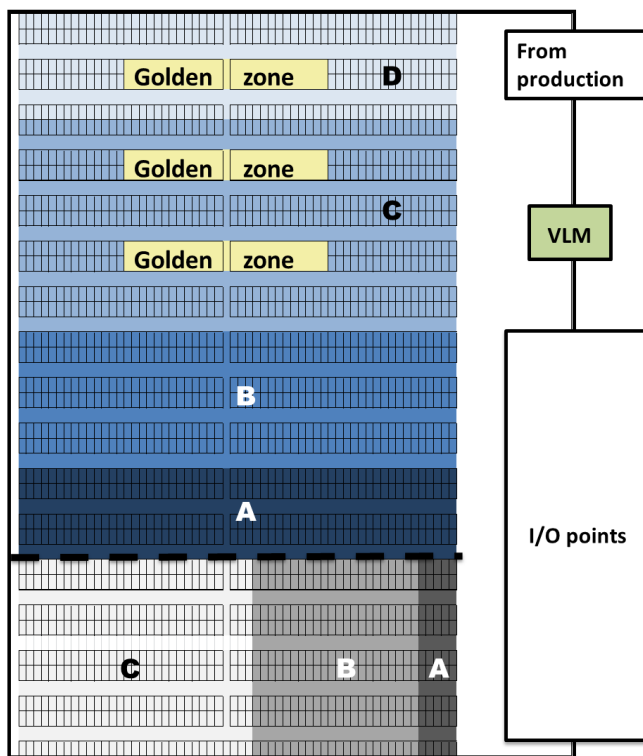 From
production
Golden zone
D
Golden zone
C
VLM
Golden zone
B
A
I/O points
C
B
A